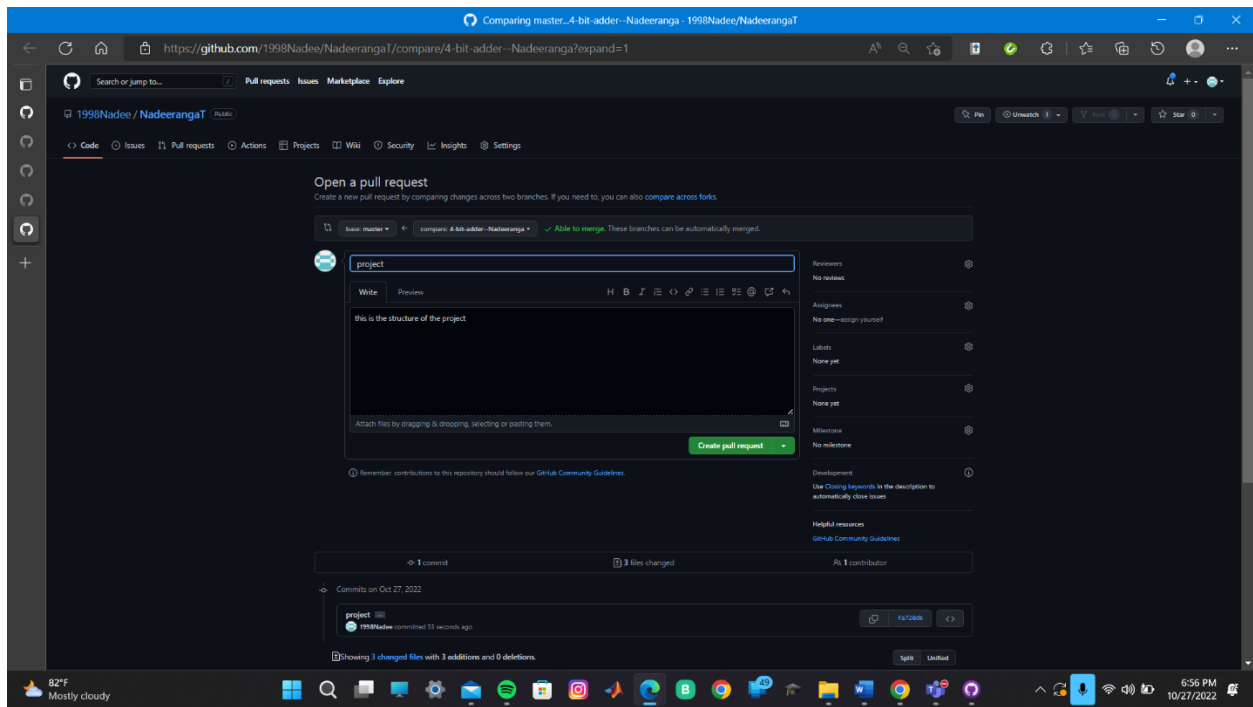 Comparing master...4-bit-adder--Nadeeranga · 1998Nadee/NadeerangaT
https://github.com/1998Nadee/NadeerangaT/compare/4-bit-adder--Nadeeranga?expand=1
Search or jump to... / Pull requests Issues Marketplace Explore
1998Nadee / NadeerangaT Public Pin Unwatch 1 Fork 0 Star 0
Code Issues Pull requests Actions Projects Wiki Security Insights Settings
Open a pull request
Create a new pull request by comparing changes across two branches. If you need to, you can also compare across forks.
base: master compare: 4-bit-adder--Nadeeranga Able to merge. These branches can be automatically merged.
project
Write Preview
this is the structure of the project
Attach files by dragging & dropping, selecting or pasting them.
Create pull request
Remember, contributions to this repository should follow our GitHub Community Guidelines.
Reviewers
No reviews
Assignees
No one—assign yourself
Labels
None yet
Projects
None yet
Milestone
No milestone
Development
Use Closing keywords in the description to
automatically close issues
Helpful resources
GitHub Community Guidelines
1 commit 3 files changed 1 contributor
Commits on Oct 27, 2022
project
1998Nadee committed 33 seconds ago
Showing 3 changed files with 3 additions and 0 deletions.
Split Unified
82°F
Mostly cloudy
49
6:56 PM
10/27/2022